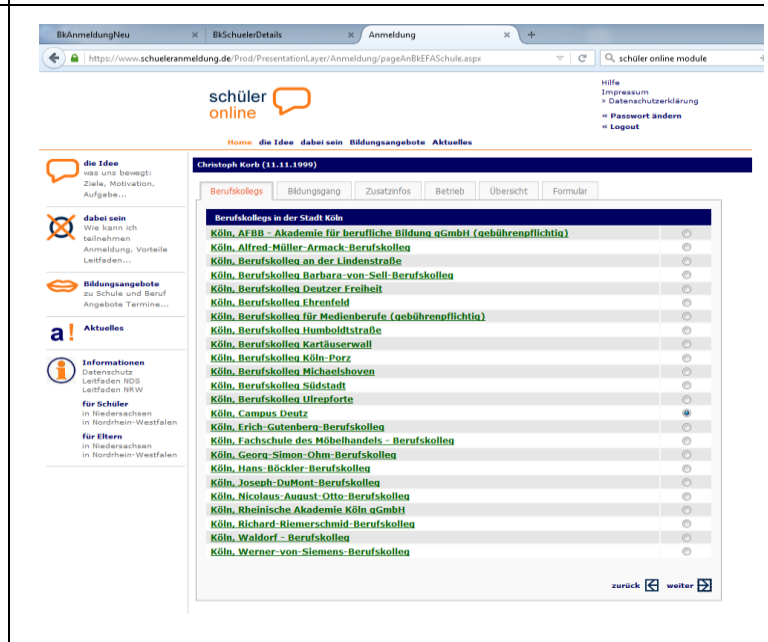 BkAnmeldungNeu × BkSchuelerDetails × Anmeldung × +
https://www.schueleranmeldung.de/Prod/PresentationLayer/Anmeldung/pageAnBkEFASchule.aspx
schüler online module
schüler
online
Hilfe
Impressum
» Datenschutzerklärung
« Passwort ändern
« Logout
Home die Idee dabei sein Bildungsangebote Aktuelles
die Idee
was uns bewegt:
Ziele, Motivation,
Aufgabe...
dabei sein
Wie kann ich
teilnehmen
Anmeldung, Vorteile
Leitfaden...
Bildungsangebote
zu Schule und Beruf
Angebote Termine...
a! Aktuelles
Informationen
Datenschutz
Leitfaden NDS
Leitfaden NRW
für Schüler
in Niedersachsen
in Nordrhein-Westfalen
für Eltern
in Niedersachsen
in Nordrhein-Westfalen
Christoph Korb (11.11.1999)
Berufskollegs Bildungsgang Zusatzinfos Betrieb Übersicht Formular
Berufskollegs in der Stadt Köln
Köln, AFBB - Akademie für berufliche Bildung gGmbH (gebührenpflichtig)
Köln, Alfred-Müller-Armack-Berufskolleg
Köln, Berufskolleg an der Lindenstraße
Köln, Berufskolleg Barbara-von-Sell-Berufskolleg
Köln, Berufskolleg Deutzer Freiheit
Köln, Berufskolleg Ehrenfeld
Köln, Berufskolleg für Medienberufe (gebührenpflichtig)
Köln, Berufskolleg Humboldtstraße
Köln, Berufskolleg Kartäuserwall
Köln, Berufskolleg Köln-Porz
Köln, Berufskolleg Michaelshoven
Köln, Berufskolleg Südstadt
Köln, Berufskolleg Ulrepforte
Köln, Campus Deutz
Köln, Erich-Gutenberg-Berufskolleg
Köln, Fachschule des Möbelhandels - Berufskolleg
Köln, Georg-Simon-Ohm-Berufskolleg
Köln, Hans-Böckler-Berufskolleg
Köln, Joseph-DuMont-Berufskolleg
Köln, Nicolaus-August-Otto-Berufskolleg
Köln, Rheinische Akademie Köln gGmbH
Köln, Richard-Riemerschmid-Berufskolleg
Köln, Waldorf - Berufskolleg
Köln, Werner-von-Siemens-Berufskolleg
zurück weiter